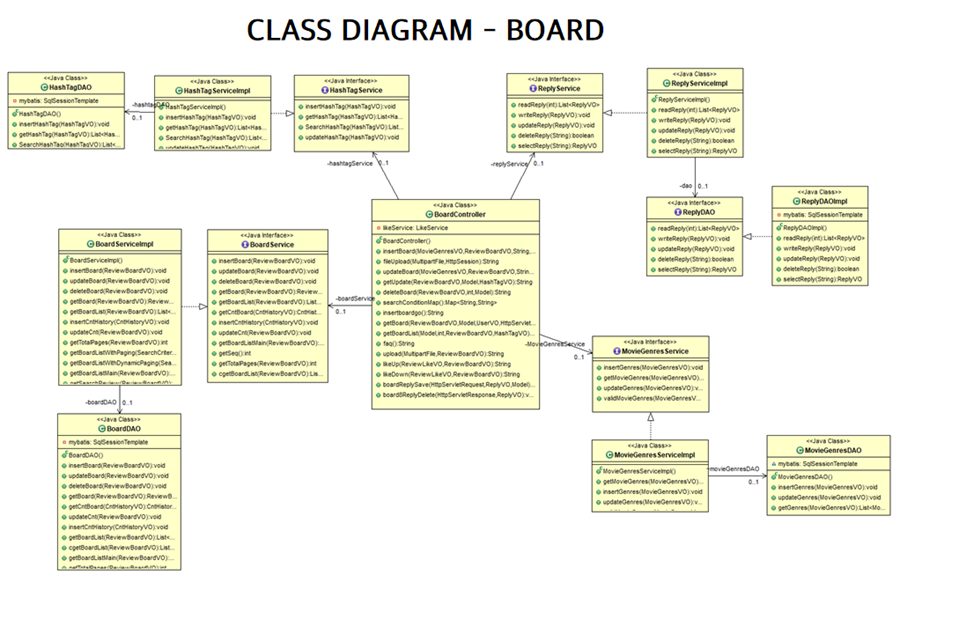 CLASS DIAGRAM - BOARD
<<Java Class>>
HashTagDAO
mybatis: SqlSessionTemplate
HashTagDAO()
insertHashTag(HashTagVO):void
getHashTag(HashTagVO):List<Has...
SearchHashTag(HashTagVO):List<...
-hashtagDAO
0..1
<<Java Class>>
HashTagServiceImpl
HashTagServiceImpl()
insertHashTag(HashTagVO):void
getHashTag(HashTagVO):List<Has...
SearchHashTag(HashTagVO):List<...
updateHashTag(HashTagVO):void
<<Java Interface>>
HashTagService
insertHashTag(HashTagVO):void
getHashTag(HashTagVO):List<Has...
SearchHashTag(HashTagVO):List...
updateHashTag(HashTagVO):void
-hashtagService 0..1
<<Java Interface>>
ReplyService
readReply(int):List<ReplyVO>
writeReply(ReplyVO):void
updateReply(ReplyVO):void
deleteReply(String):boolean
selectReply(String):ReplyVO
-replyService 0..1
<<Java Class>>
ReplyServiceImpl
ReplyServiceImpl()
readReply(int):List<ReplyVO>
writeReply(ReplyVO):void
updateReply(ReplyVO):void
deleteReply(String):boolean
selectReply(String):ReplyVO
-dao 0..1
<<Java Interface>>
ReplyDAO
readReply(int):List<ReplyVO>
writeReply(ReplyVO):void
updateReply(ReplyVO):void
deleteReply(String):boolean
selectReply(String):ReplyVO
<<Java Class>>
ReplyDAOImpl
mybatis: SqlSessionTemplate
ReplyDAOImpl()
readReply(int):List<ReplyVO>
writeReply(ReplyVO):void
updateReply(ReplyVO):void
deleteReply(String):boolean
selectReply(String):ReplyVO
<<Java Class>>
BoardController
likeService: LikeService
BoardController()
insertBoard(MovieGenresVO,ReviewBoardVO,String,...
fileUpload(MultipartFile,HttpSession):String
updateBoard(MovieGenresVO,ReviewBoardVO,Strin...
getUpdate(ReviewBoardVO,Model,HashTagVO):String
deleteBoard(ReviewBoardVO,int,Model):String
searchConditionMap():Map<String,String>
insertboardgo():String
getBoard(ReviewBoardVO,Model,UserVO,HttpServlet...
getBoardList(Model,int,ReviewBoardVO,HashTagVO)...
faq():String
upload(MultipartFile,ReviewBoardVO):String
likeUp(ReviewLikeVO,ReviewBoardVO):String
likeDown(ReviewLikeVO,ReviewBoardVO):String
boardReplySave(HttpServletRequest,ReplyVO,Model)...
boardBReplyDelete(HttpServletResponse,ReplyVO):v...
<<Java Class>>
BoardServiceImpl
BoardServiceImpl()
insertBoard(ReviewBoardVO):void
updateBoard(ReviewBoardVO):void
deleteBoard(ReviewBoardVO):void
getBoard(ReviewBoardVO):Review...
getBoardList(ReviewBoardVO):List<...
insertCntHistory(CntHistoryVO):void
updateCnt(ReviewBoardVO):void
getTotalPages(ReviewBoardVO):int
getBoardListWithPaging(SearchCriter...
getBoardListWithDynamicPaging(Sea...
getBoardListMain(ReviewBoardVO):...
<<Java Interface>>
BoardService
insertBoard(ReviewBoardVO):void
updateBoard(ReviewBoardVO):void
deleteBoard(ReviewBoardVO):void
getBoard(ReviewBoardVO):Review...
getBoardList(ReviewBoardVO):List...
getCntBoard(CntHistoryVO):CntHist...
insertCntHistory(CntHistoryVO):void
updateCnt(ReviewBoardVO):void
getBoardListMain(ReviewBoardVO):...
getSeq():int
getTotalPages(ReviewBoardVO):int
cgetBoardList(ReviewBoardVO):Lis...
-boardService
0..1
-boardDAO 0..1
<<Java Class>>
BoardDAO
mybatis: SqlSessionTemplate
BoardDAO()
insertBoard(ReviewBoardVO):void
updateBoard(ReviewBoardVO):void
deleteBoard(ReviewBoardVO):void
getBoard(ReviewBoardVO):ReviewB...
getCntBoard(CntHistoryVO):CntHistor...
updateCnt(ReviewBoardVO):void
insertCntHistory(CntHistoryVO):void
getBoardList(ReviewBoardVO):List<...
cgetBoardList(ReviewBoardVO):List...
getBoardListMain(ReviewBoardVO):...
getTotalPages(ReviewBoardVO):int
-MovieGenresService
0..1
<<Java Interface>>
MovieGenresService
insertGenres(MovieGenresVO):void
getMovieGenres(MovieGenresVO)...
updateGenres(MovieGenresVO):v...
validMovieGenres(MovieGenresV...
<<Java Class>>
MovieGenresServiceImpl
MovieGenresServiceImpl()
getMovieGenres(MovieGenresVO)...
insertGenres(MovieGenresVO):void
updateGenres(MovieGenresVO):v...
-movieGenresDAO
0..1
<<Java Class>>
MovieGenresDAO
mybatis: SqlSessionTemplate
MovieGenresDAO()
insertGenres(MovieGenresVO):void
updateGenres(MovieGenresVO):void
getGenres(MovieGenresVO):List<Mo...